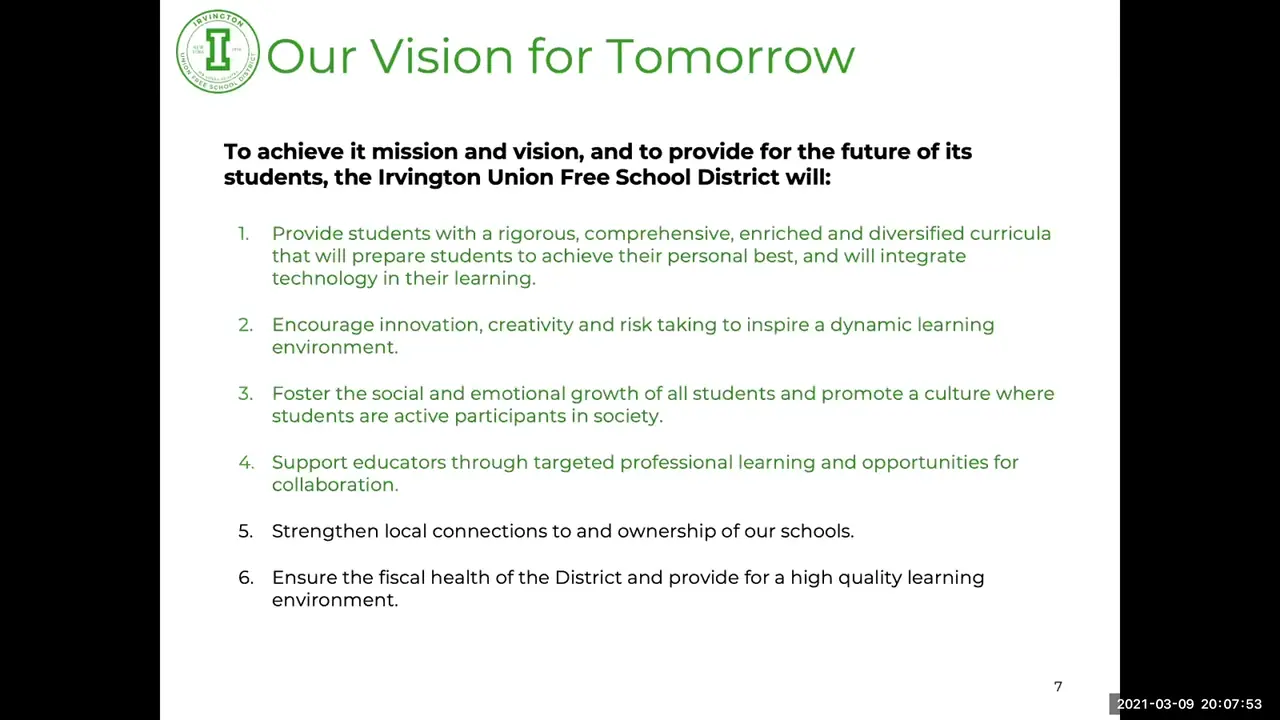 IRVINGTON
UNION FREE SCHOOL DISTRICT
I
Our Vision for Tomorrow
To achieve it mission and vision, and to provide for the future of its
students, the Irvington Union Free School District will:
1. Provide students with a rigorous, comprehensive, enriched and diversified curricula
that will prepare students to achieve their personal best, and will integrate
technology in their learning.
2. Encourage innovation, creativity and risk taking to inspire a dynamic learning
environment.
3. Foster the social and emotional growth of all students and promote a culture where
students are active participants in society.
4. Support educators through targeted professional learning and opportunities for
collaboration.
5. Strengthen local connections to and ownership of our schools.
6. Ensure the fiscal health of the District and provide for a high quality learning
environment.
7
2021-03-09 20:07:53